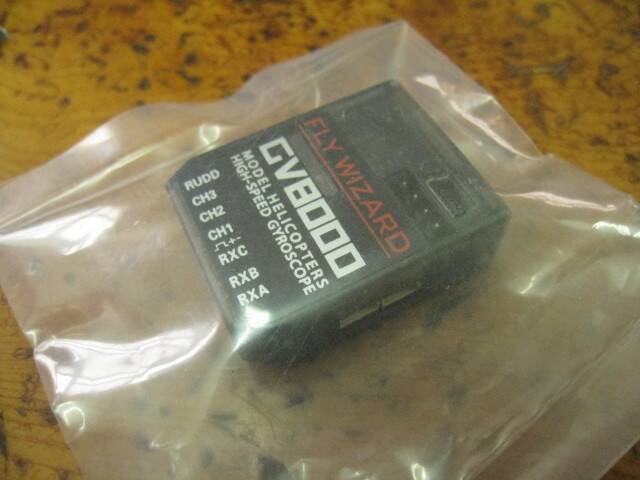 FLY WIZARD
GV8000
MODEL HELICOPTERS
HIGH-SPEED GYROSCOPE
RUDD
CH3
CH2
CH1
RXC
RXB
RXA